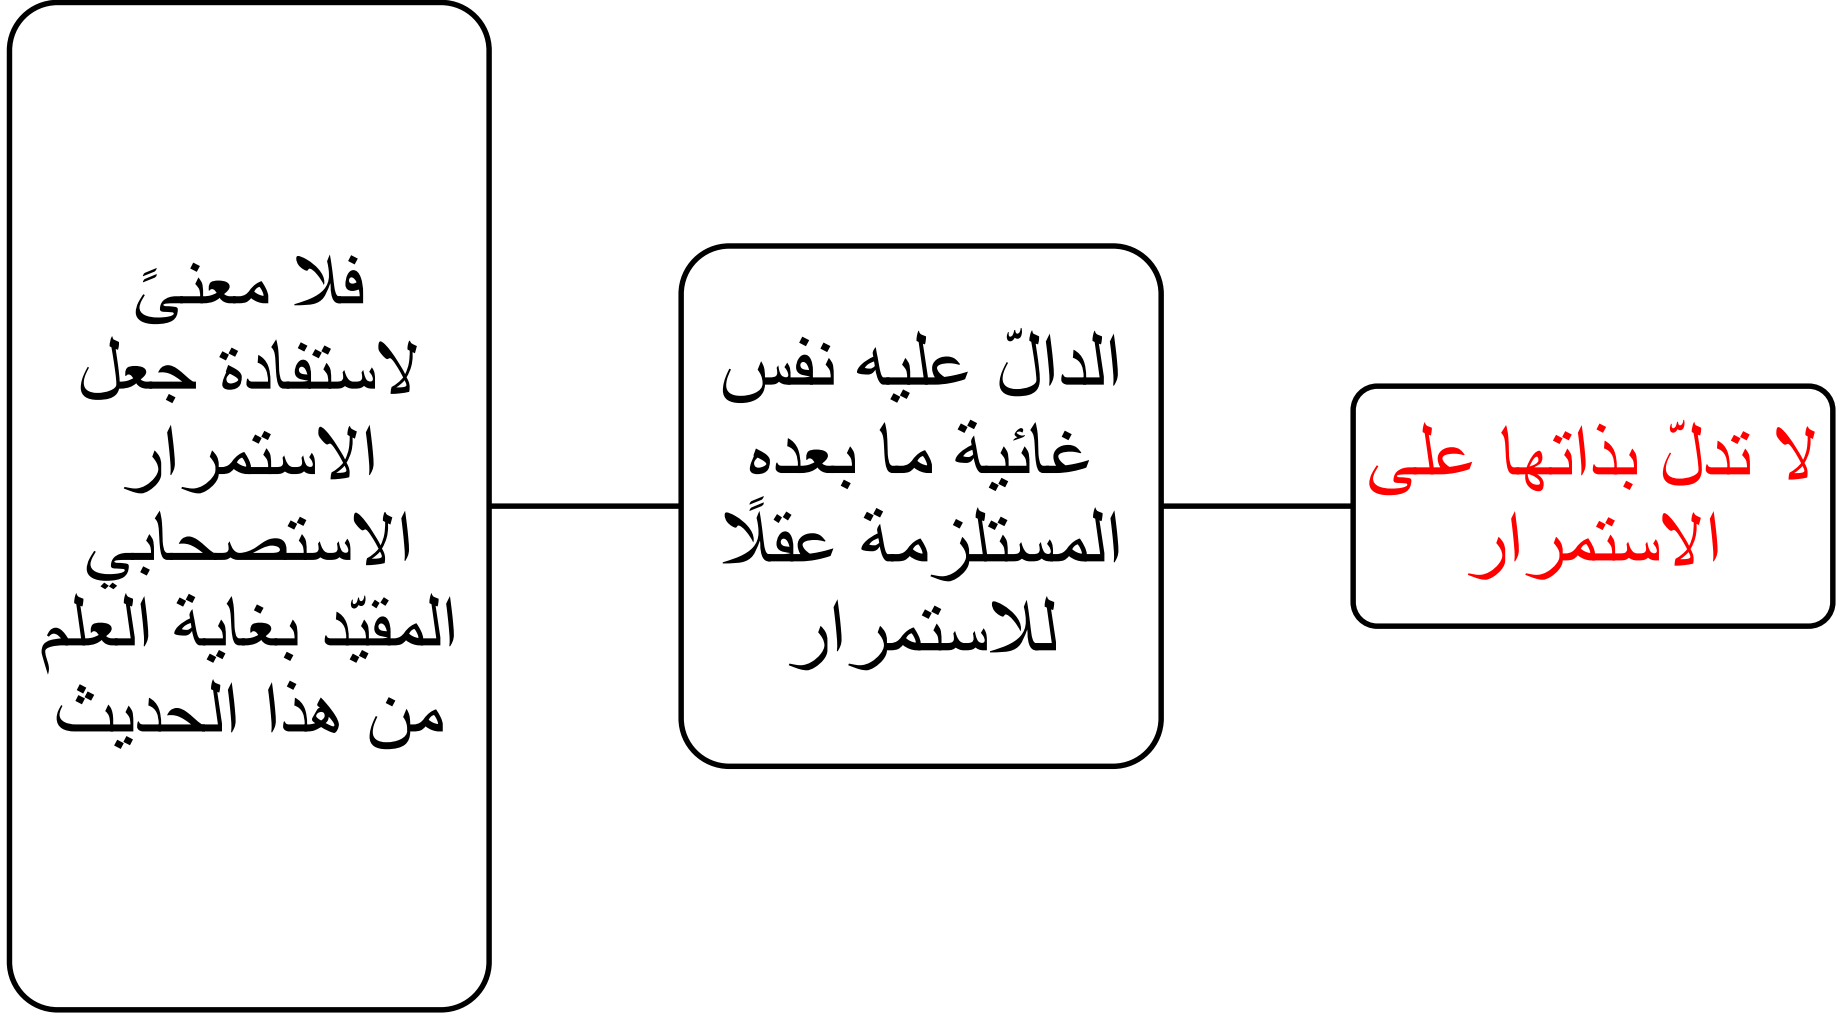 لا تدلّ بذاتها على
الاستمرار
الدالّ عليه نفس
غائية ما بعده
المستلزمة عقلًا
للاستمرار
فلا معنىً
لاستفادة جعل
الاستمرار
الاستصحابي
المقيّد بغاية العلم
من هذا الحديث